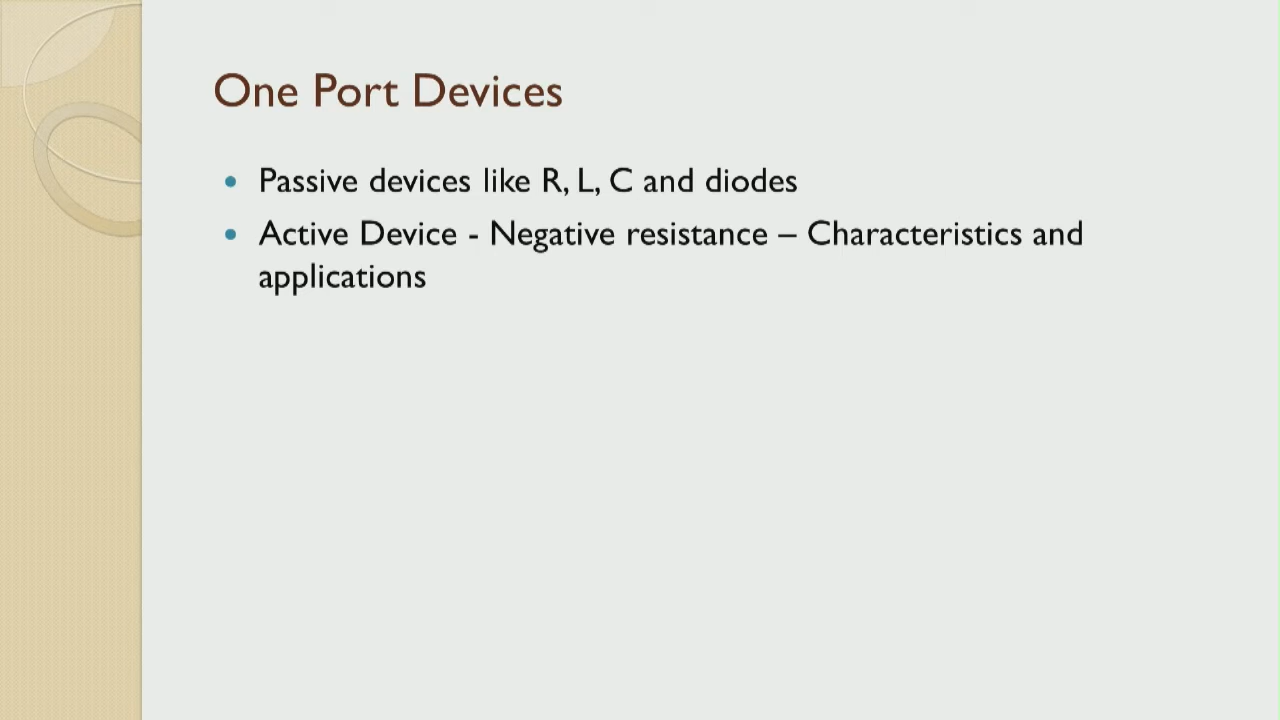 One Port Devices
• Passive devices like R, L, C and diodes
• Active Device - Negative resistance – Characteristics and
applications